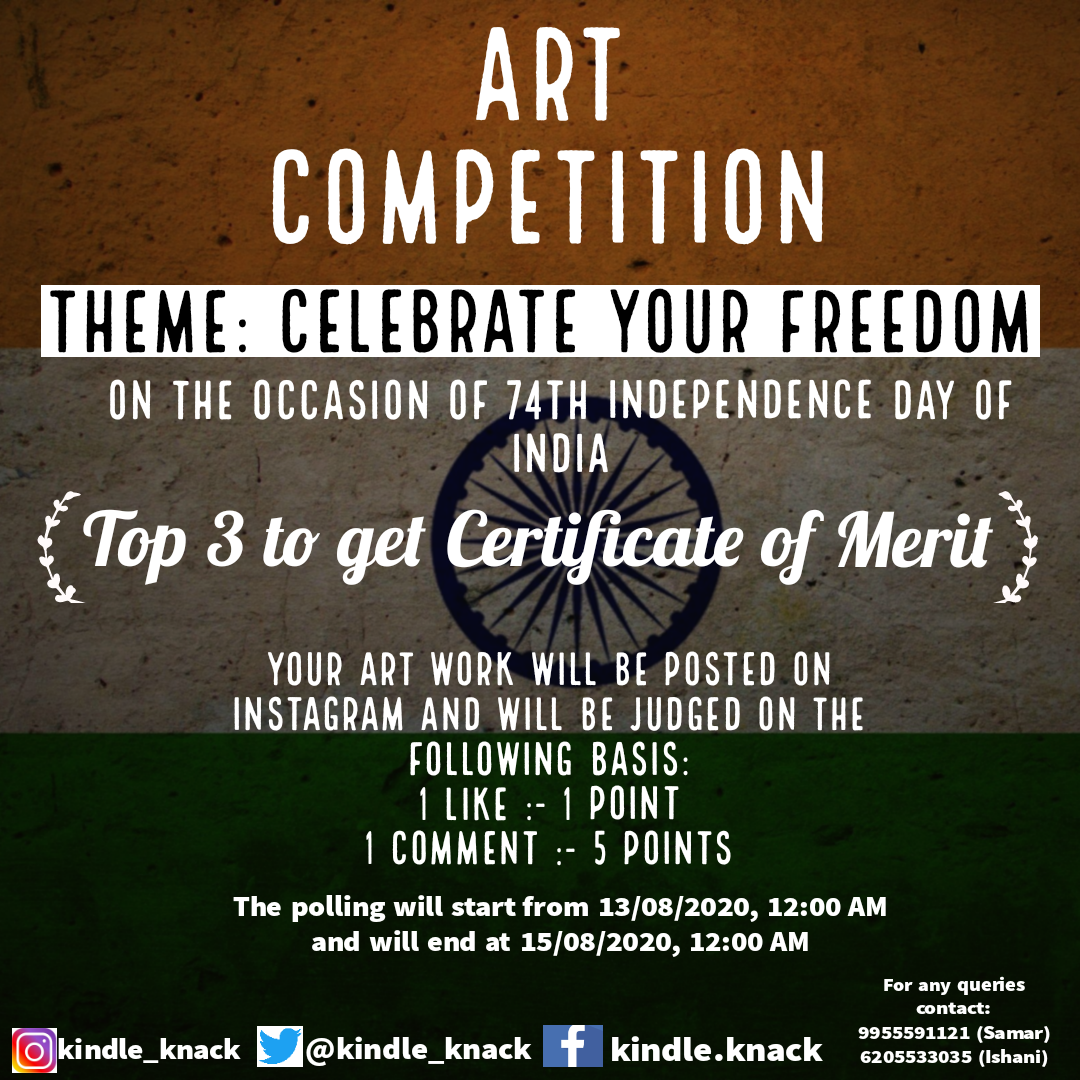 ART
COMPETITION
THEME: CELEBRATE YOUR FREEDOM
ON THE OCCASION OF 74TH INDEPENDENCE DAY OF
INDIA
Top 3 to get Certificate of Merit
YOUR ART WORK WILL BE POSTED ON
INSTAGRAM AND WILL BE JUDGED ON THE
FOLLOWING BASIS:
1 LIKE :- 1 POINT
1 COMMENT :- 5 POINTS
The polling will start from 13/08/2020, 12:00 AM
and will end at 15/08/2020, 12:00 AM
For any queries
contact:
9955591121 (Samar)
6205533035 (Ishani)
kindle_knack
@kindle_knack
kindle.knack